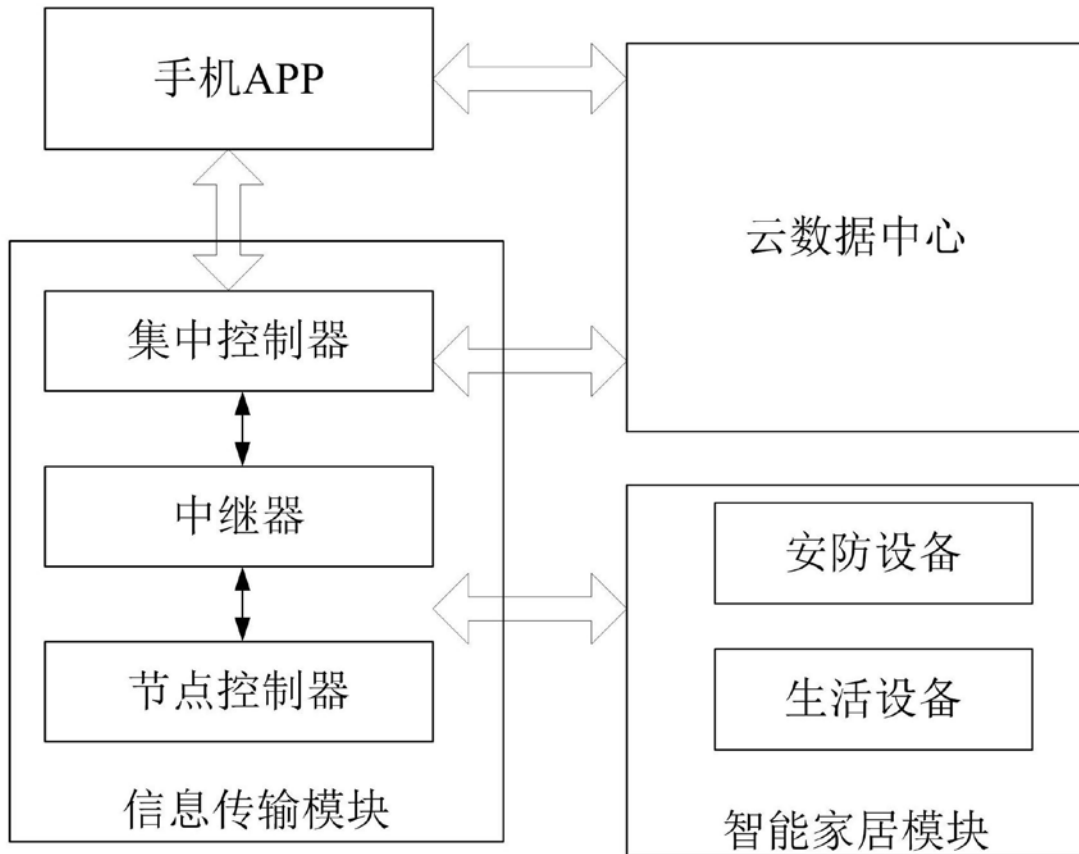 手机APP
云数据中心
集中控制器
中继器
安防设备
节点控制器
生活设备
信息传输模块
智能家居模块